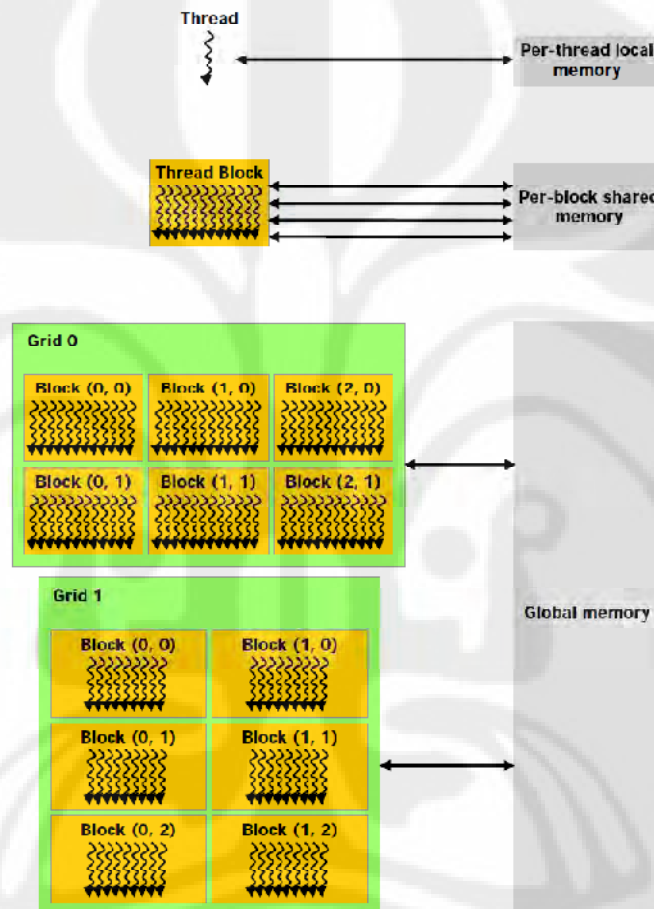 Thread
Per-thread local
memory
Thread Block
Per-block shared
memory
Grid 0
Block (0, 0)
Block (1, 0)
Block (2, 0)
Block (0, 1)
Block (1, 1)
Block (2, 1)
Grid 1
Global memory
Block (0, 0)
Block (1, 0)
Block (0, 1)
Block (1, 1)
Block (0, 2)
Block (1, 2)